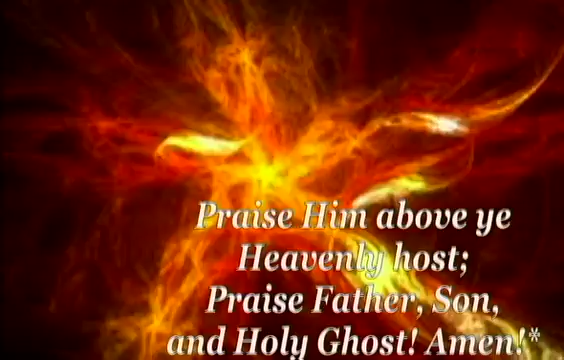 Praise Him above ye
Heavenly host;
Praise Father, Son,
and Holy Ghost! Amen!*